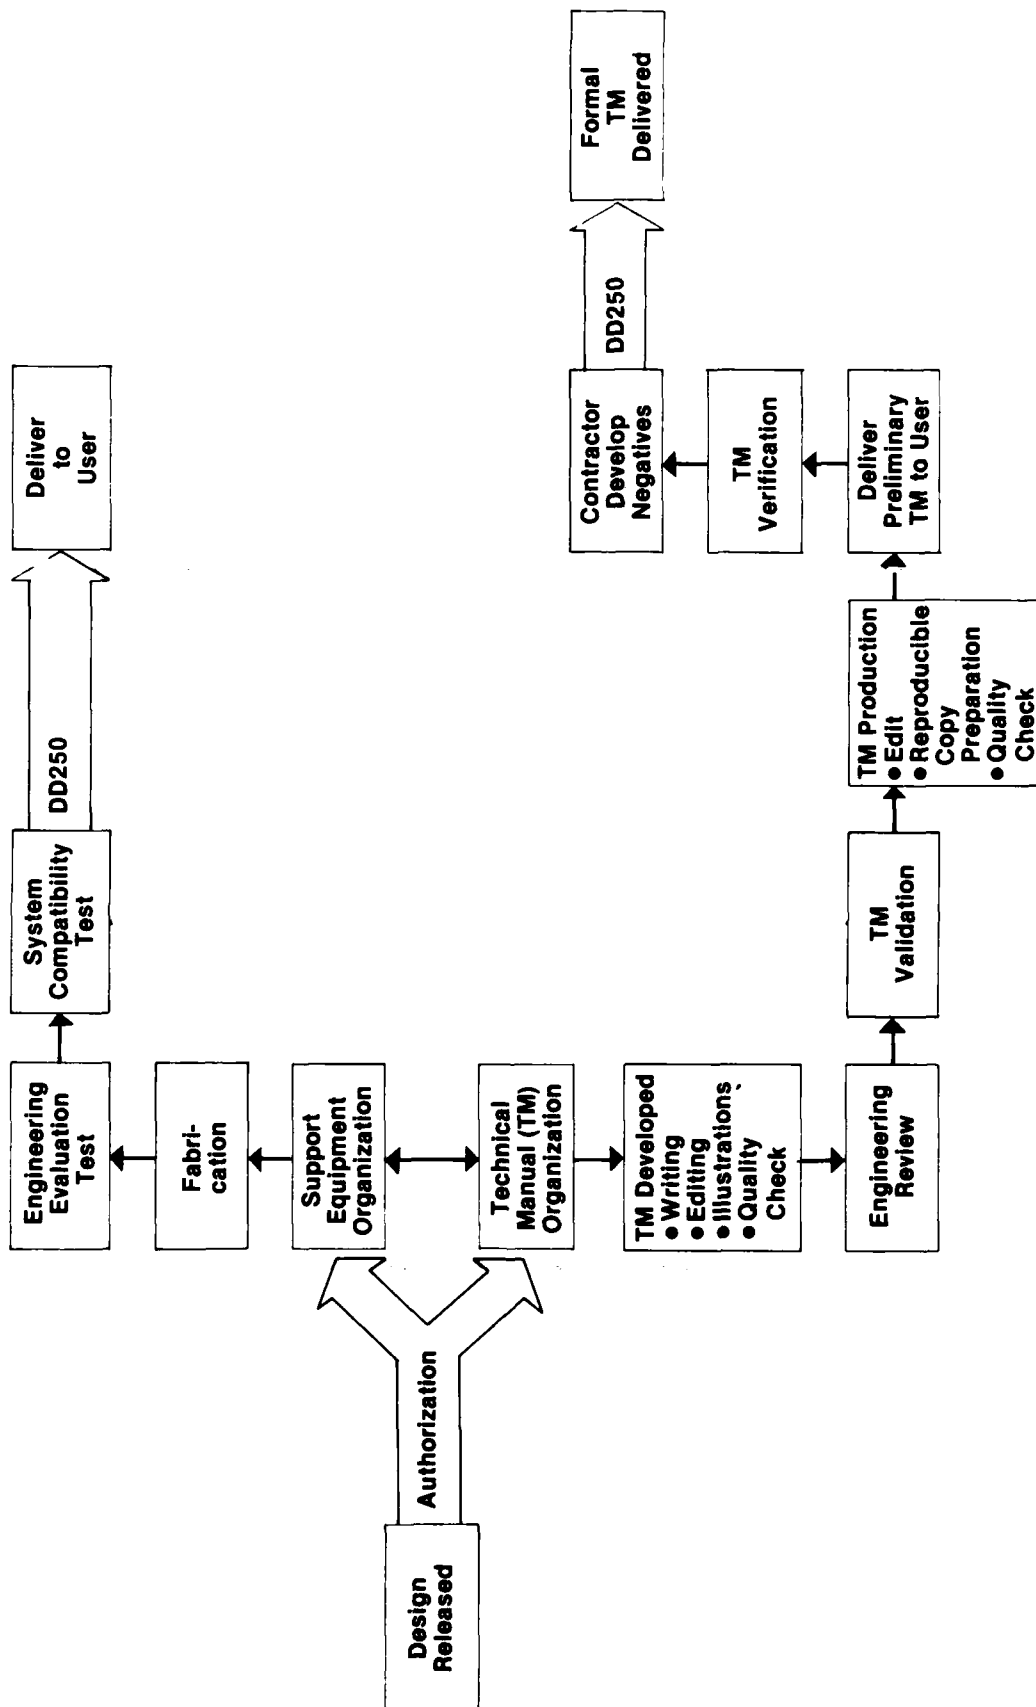 Design
Released
Authorization
Support
Equipment
Organization
Fabri-
cation
Engineering
Evaluation
Test
System
Compatibility
Test
DD250
Deliver
to
User
Technical
Manual (TM)
Organization
TM Developed
● Writing
● Editing
● Illustrations
● Quality
Check
Engineering
Review
TM
Validation
TM Production
● Edit
● Reproducible
Copy
Preparation
● Quality
Check
Deliver
Preliminary
TM to User
TM
Verification
Contractor
Develop
Negatives
DD250
Formal
TM
Delivered